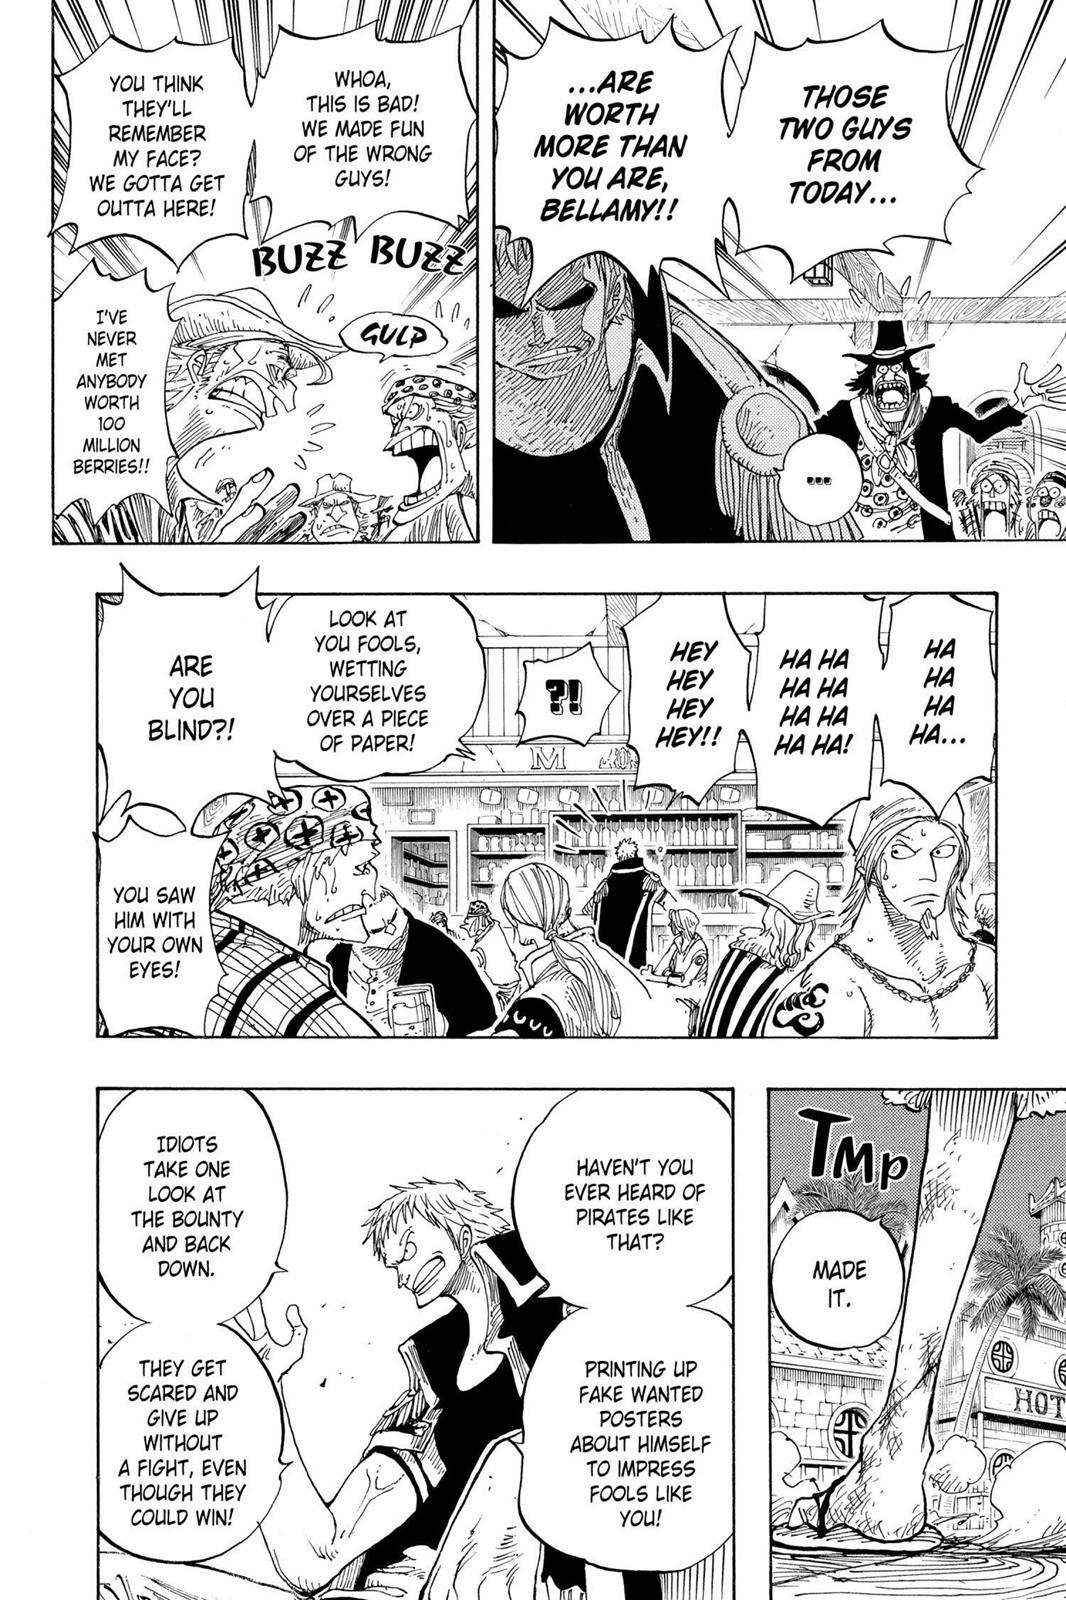 THOSE
TWO GUYS
FROM
TODAY...
...ARE
WORTH
MORE THAN
YOU ARE,
BELLAMY!!
...
WHOA,
THIS IS BAD!
WE MADE FUN
OF THE WRONG
GUYS!
YOU THINK
THEY'LL
REMEMBER
MY FACE?
WE GOTTA GET
OUTTA HERE!
BUZZ BUZZ
GULP
I'VE
NEVER
MET
ANYBODY
WORTH
100
MILLION
BERRIES!!
HA
HA
HA
HA...
HA HA
HA HA
HA HA
HA HA!
HEY
HEY
HEY
HEY!!
?!
LOOK AT
YOU FOOLS,
WETTING
YOURSELVES
OVER A PIECE
OF PAPER!
ARE
YOU
BLIND?!
YOU SAW
HIM WITH
YOUR OWN
EYES!
M
TMP
MADE
IT.
HOT
HAVEN'T YOU
EVER HEARD OF
PIRATES LIKE
THAT?
PRINTING UP
FAKE WANTED
POSTERS
ABOUT HIMSELF
TO IMPRESS
FOOLS LIKE
YOU!
IDIOTS
TAKE ONE
LOOK AT
THE BOUNTY
AND BACK
DOWN.
THEY GET
SCARED AND
GIVE UP
WITHOUT
A FIGHT, EVEN
THOUGH THEY
COULD WIN!